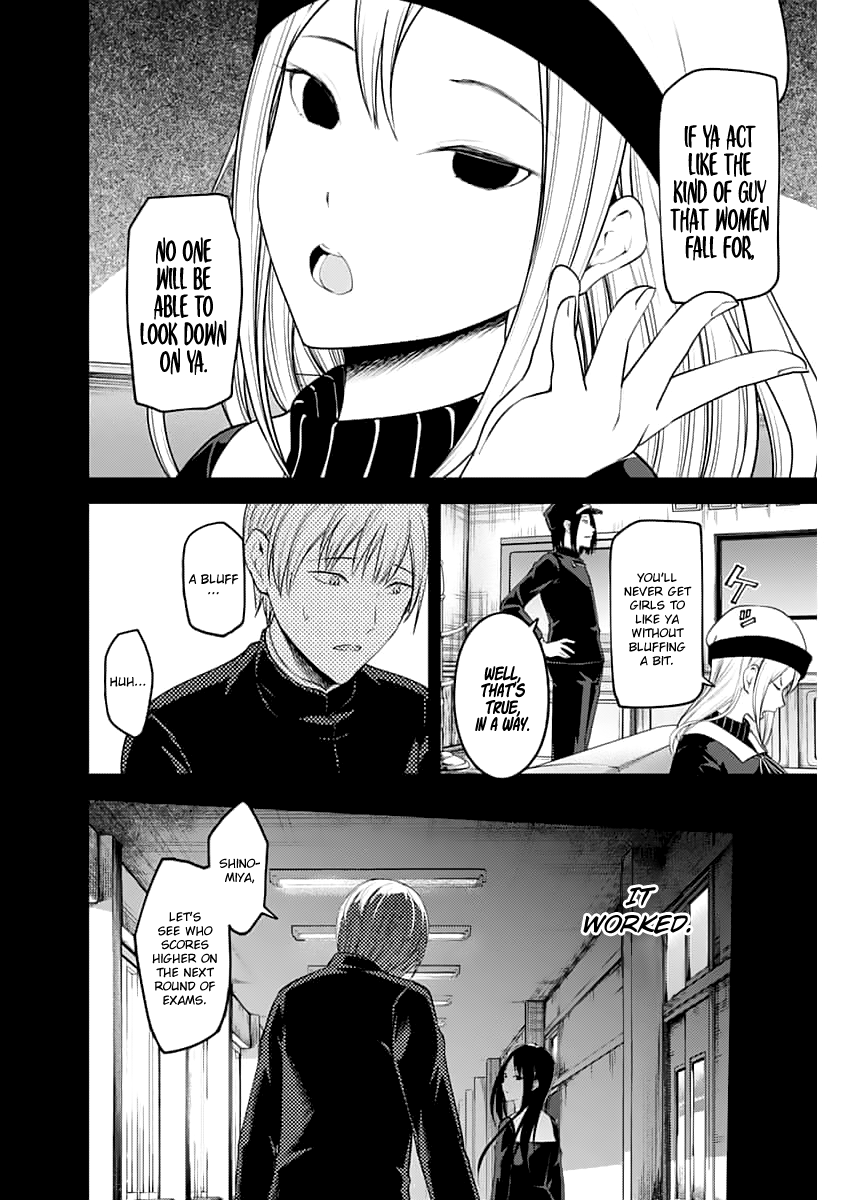 IF YA ACT
LIKE THE
KIND OF GUY
THAT WOMEN
FALL FOR,
NO ONE
WILL BE
ABLE TO
LOOK DOWN
ON YA.
YOU'LL
NEVER GET
GIRLS TO
LIKE YA
WITHOUT
BLUFFING
A BIT.
ケ
ッ
WELL,
THAT'S
TRUE,
IN A WAY.
A BLUFF
...
HUH...
IT
WORKED.
SHINO-
MIYA,
LET'S
SEE WHO
SCORES
HIGHER ON
THE NEXT
ROUND OF
EXAMS.